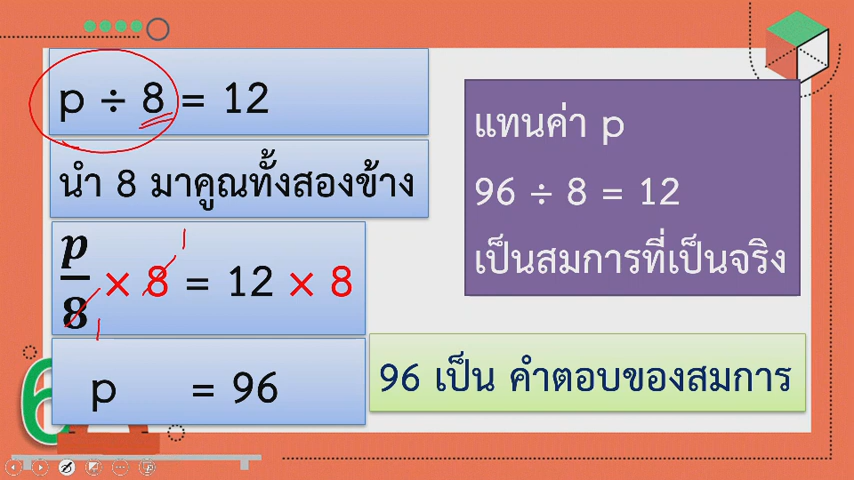 p ÷ 8 = 12
นำ 8 มาคูณทั้งสองข้าง
p/8 × 8 = 12 × 8
p = 96
แทนค่า p
96 ÷ 8 = 12
เป็นสมการที่เป็นจริง
96 เป็น คำตอบของสมการ